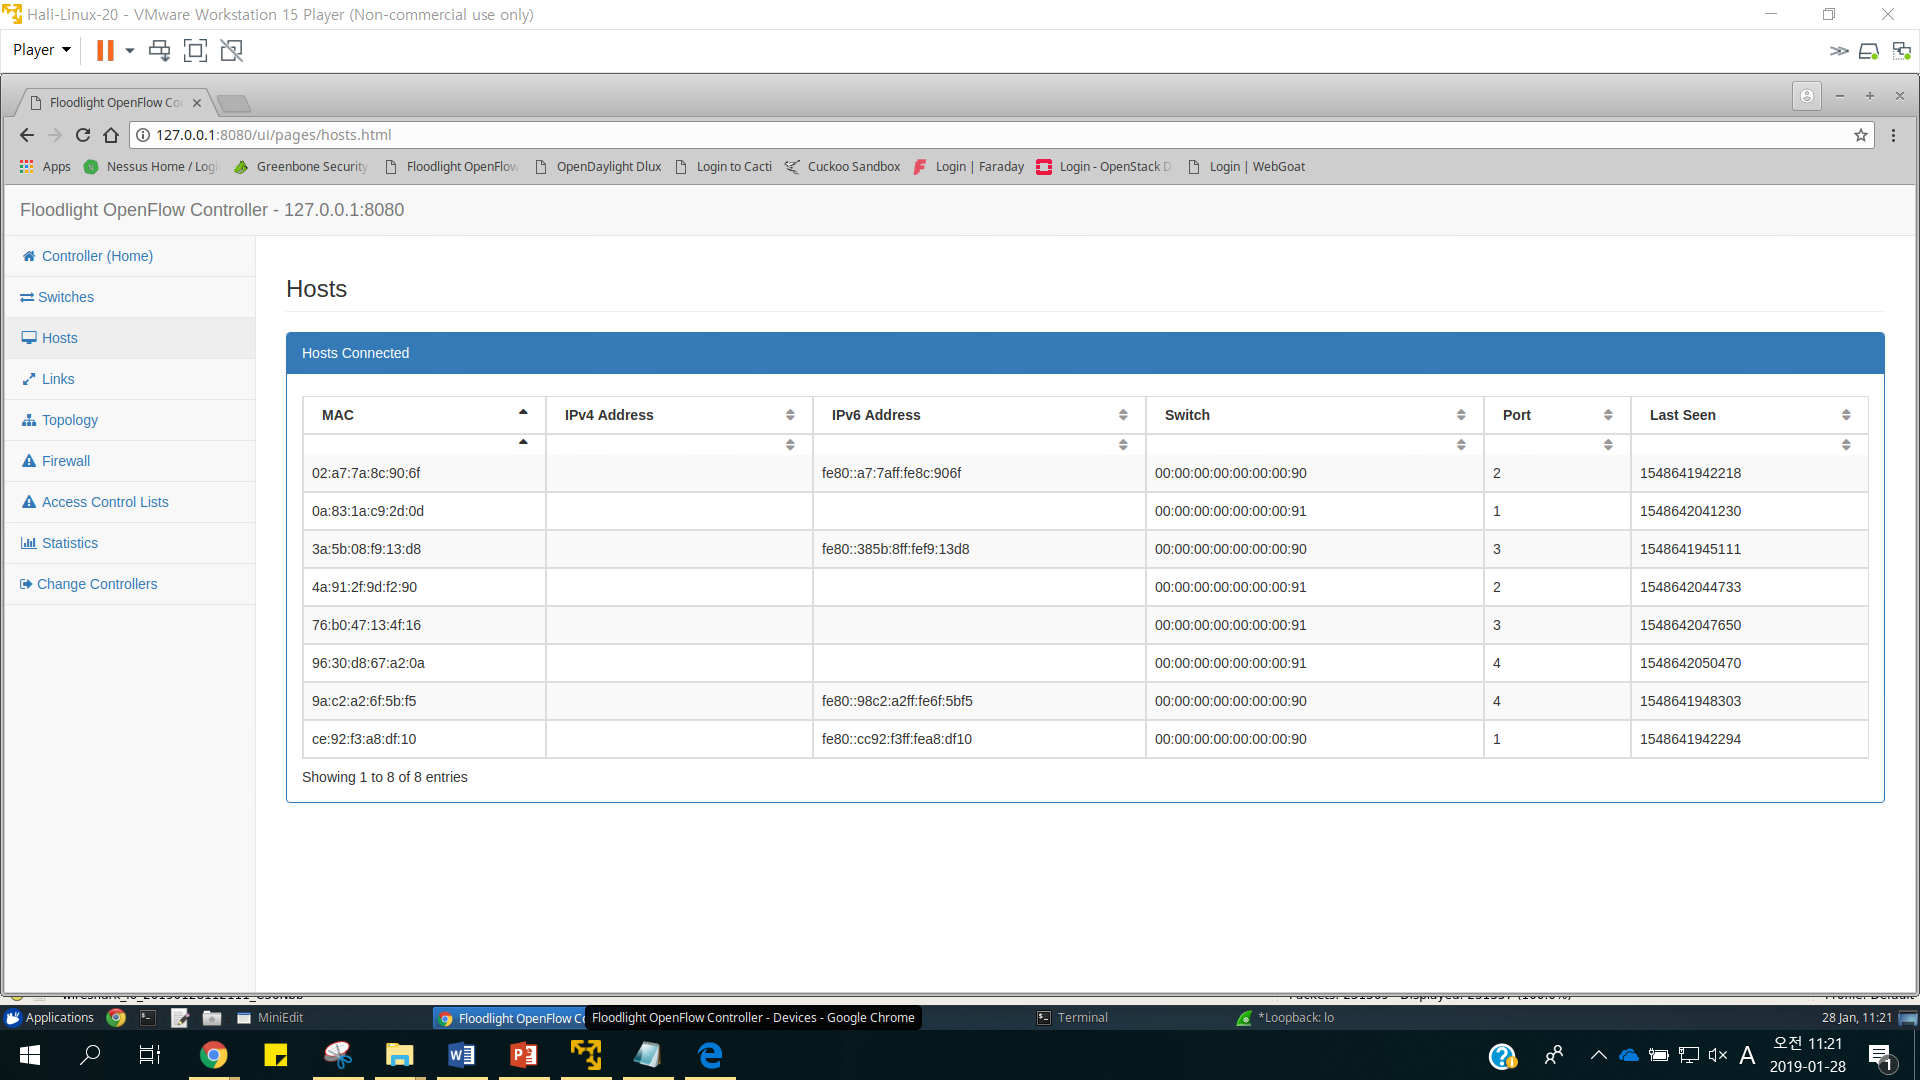 Hali-Linux-20 - VMware Workstation 15 Player (Non-commercial use only)
Player
Floodlight OpenFlow Co
127.0.0.1:8080/ui/pages/hosts.html
Apps Nessus Home / Logi Greenbone Security Floodlight OpenFlow OpenDaylight Dlux Login to Cacti Cuckoo Sandbox Login | Faraday Login - OpenStack D Login | WebGoat
Floodlight OpenFlow Controller - 127.0.0.1:8080
Controller (Home)
Switches
Hosts
Links
Topology
Firewall
Access Control Lists
Statistics
Change Controllers
Hosts
Hosts Connected
MAC IPv4 Address IPv6 Address Switch Port Last Seen
02:a7:7a:8c:90:6f fe80::a7:7aff:fe8c:906f 00:00:00:00:00:00:00:90 2 1548641942218
0a:83:1a:c9:2d:0d 00:00:00:00:00:00:00:91 1 1548642041230
3a:5b:08:f9:13:d8 fe80::385b:8ff:fef9:13d8 00:00:00:00:00:00:00:90 3 1548641945111
4a:91:2f:9d:f2:90 00:00:00:00:00:00:00:91 2 1548642044733
76:b0:47:13:4f:16 00:00:00:00:00:00:00:91 3 1548642047650
96:30:d8:67:a2:0a 00:00:00:00:00:00:00:91 4 1548642050470
9a:c2:a2:6f:5b:f5 fe80::98c2:a2ff:fe6f:5bf5 00:00:00:00:00:00:00:90 4 1548641948303
ce:92:f3:a8:df:10 fe80::cc92:f3ff:fea8:df10 00:00:00:00:00:00:00:90 1 1548641942294
Showing 1 to 8 of 8 entries
Applications MiniEdit Floodlight OpenFlow Co Floodlight OpenFlow Controller - Devices - Google Chrome Terminal *Loopback: lo 28 Jan, 11:21
A 오전 11:21
2019-01-28
1